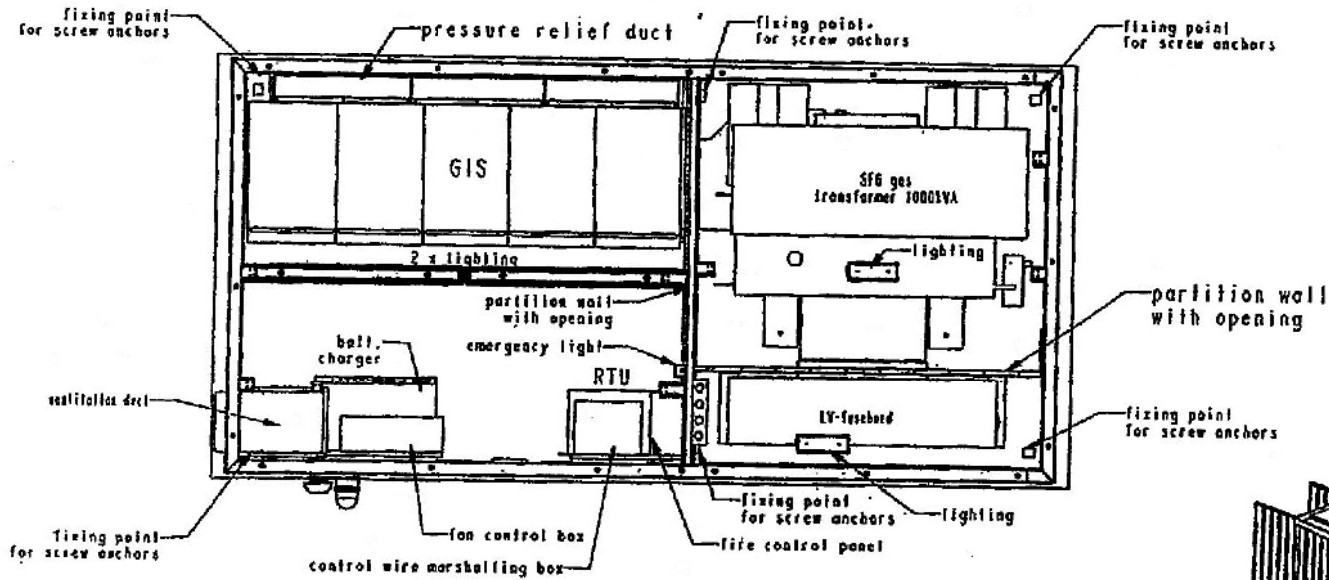 fixing point
for screw anchors
pressure relief duct
fixing point
for screw anchors
fixing point
for screw anchors
GIS
SF6 gas
transformer 1000kVA
2 x lighting
lighting
partition wall
with opening
partition wall
with opening
emergency light
batt.
charger
RTU
ventilation duct
LV-fuseboard
fixing point
for screw anchors
fixing point
for screw anchors
fan control box
fixing point
for screw anchors
lighting
fire control panel
control wire marshalling box